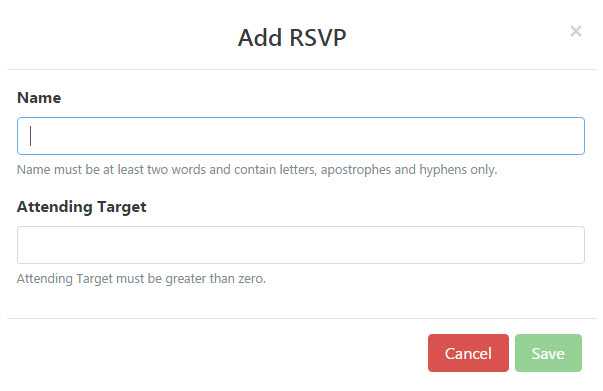 Add RSVP
×
Name
Name must be at least two words and contain letters, apostrophes and hyphens only.
Attending Target
Attending Target must be greater than zero.
Cancel Save